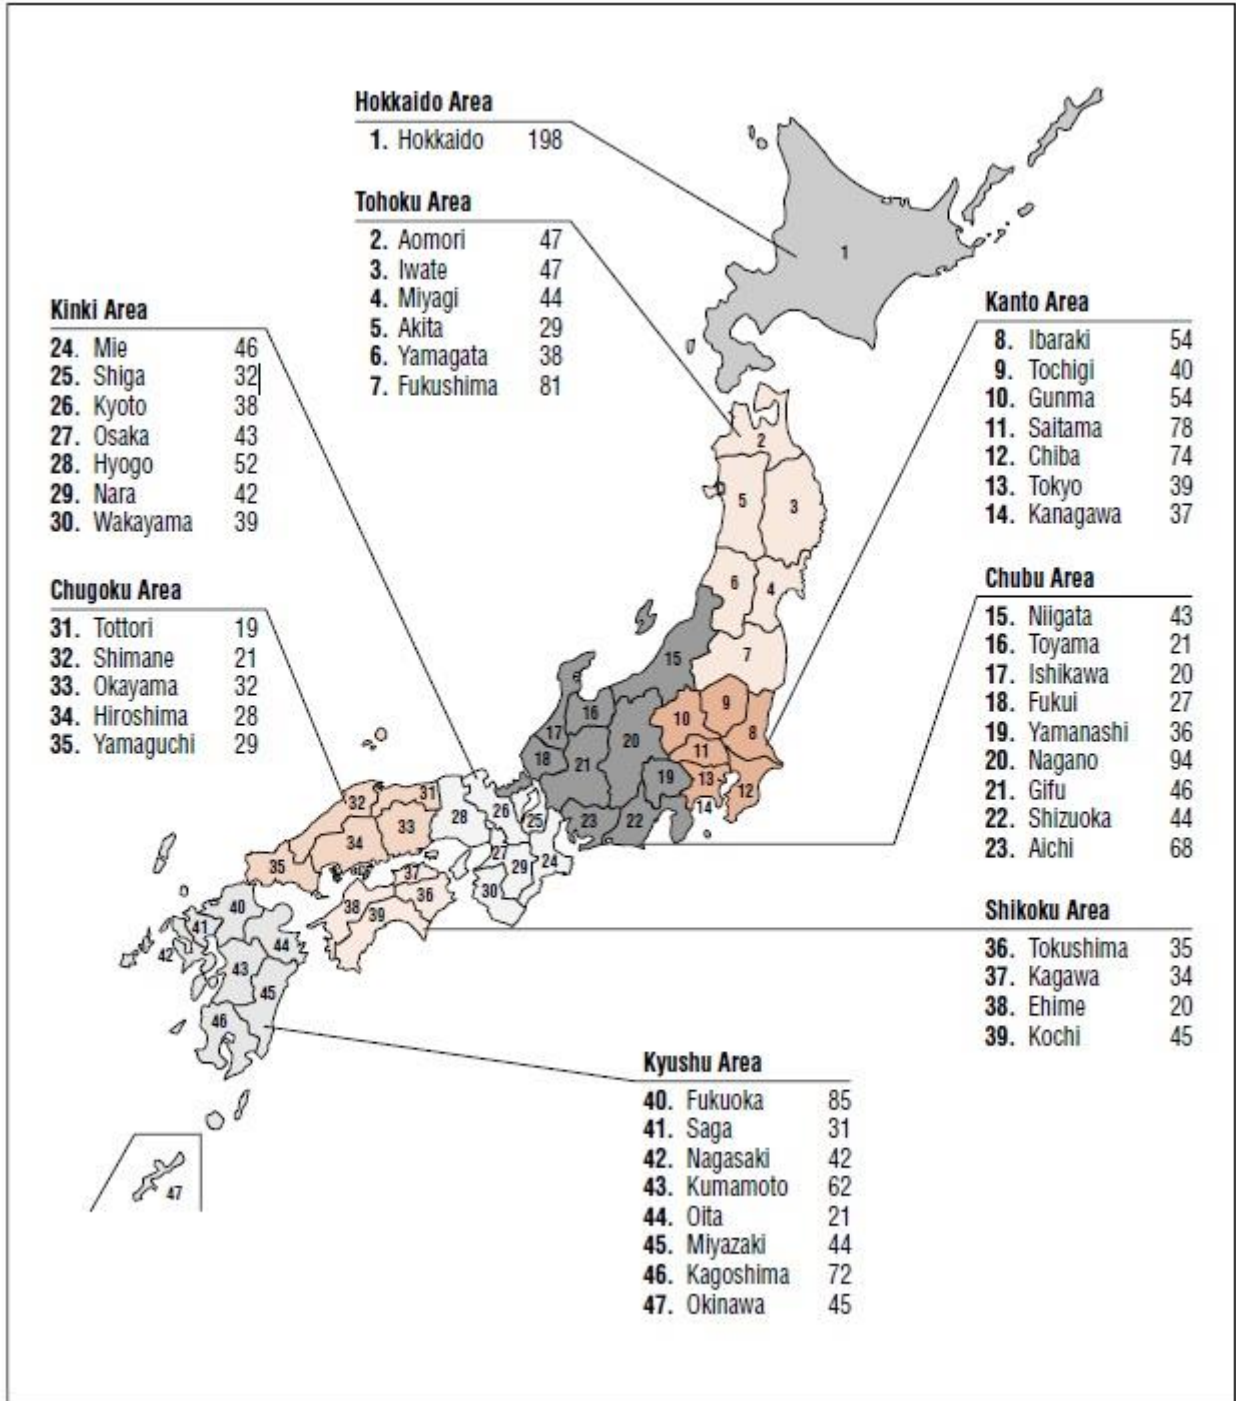 Hokkaido Area
1. Hokkaido 198
Tohoku Area
2. Aomori 47
3. Iwate 47
4. Miyagi 44
5. Akita 29
6. Yamagata 38
7. Fukushima 81
Kinki Area
24. Mie 46
25. Shiga 32
26. Kyoto 38
27. Osaka 43
28. Hyogo 52
29. Nara 42
30. Wakayama 39
Chugoku Area
31. Tottori 19
32. Shimane 21
33. Okayama 32
34. Hiroshima 28
35. Yamaguchi 29
Kanto Area
8. Ibaraki 54
9. Tochigi 40
10. Gunma 54
11. Saitama 78
12. Chiba 74
13. Tokyo 39
14. Kanagawa 37
Chubu Area
15. Niigata 43
16. Toyama 21
17. Ishikawa 20
18. Fukui 27
19. Yamanashi 36
20. Nagano 94
21. Gifu 46
22. Shizuoka 44
23. Aichi 68
Shikoku Area
36. Tokushima 35
37. Kagawa 34
38. Ehime 20
39. Kochi 45
Kyushu Area
40. Fukuoka 85
41. Saga 31
42. Nagasaki 42
43. Kumamoto 62
44. Oita 21
45. Miyazaki 44
46. Kagoshima 72
47. Okinawa 45
1
2
5
3
6
4
7
15
9
10
8
16
17
20
11
18
21
19
13
12
14
23
22
31
32
28
26
25
33
34
27
24
35
37
29
36
30
38
39
40
41
44
42
43
45
46
47